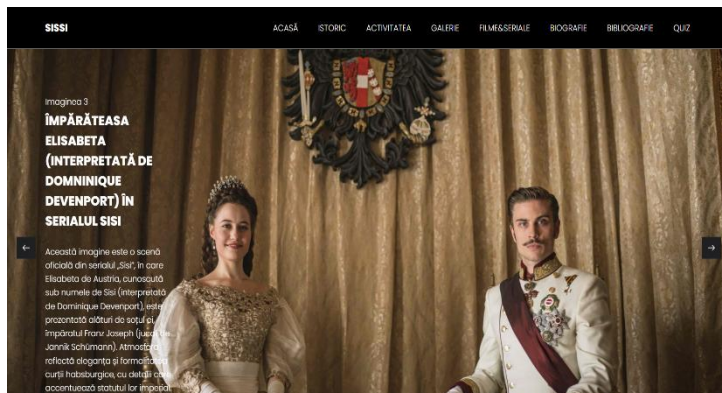 SISSI
ACASĂ ISTORIC ACTIVITATEA GALERIE FILME&SERIALE BIOGRAFIE BIBLIOGRAFIE QUIZ
Imaginea 3
ÎMPĂRĂTEASA
ELISABETA
(INTERPRETATĂ DE
DOMNINIQUE
DEVENPORT) ÎN
SERIALUL SISI
Această imagine este o scenă
oficială din serialul „Sisi”, în care
Elisabeta de Austria, cunoscută
sub numele de Sisi (interpretată
de Dominique Devenport), este
prezentată alături de soțul ei,
împăratul Franz Joseph (jucat de
Jannik Schümann). Atmosfera
reflectă eleganța și formalitatea
curții habsburgice, cu detalii care
accentuează statutul lor imperial.